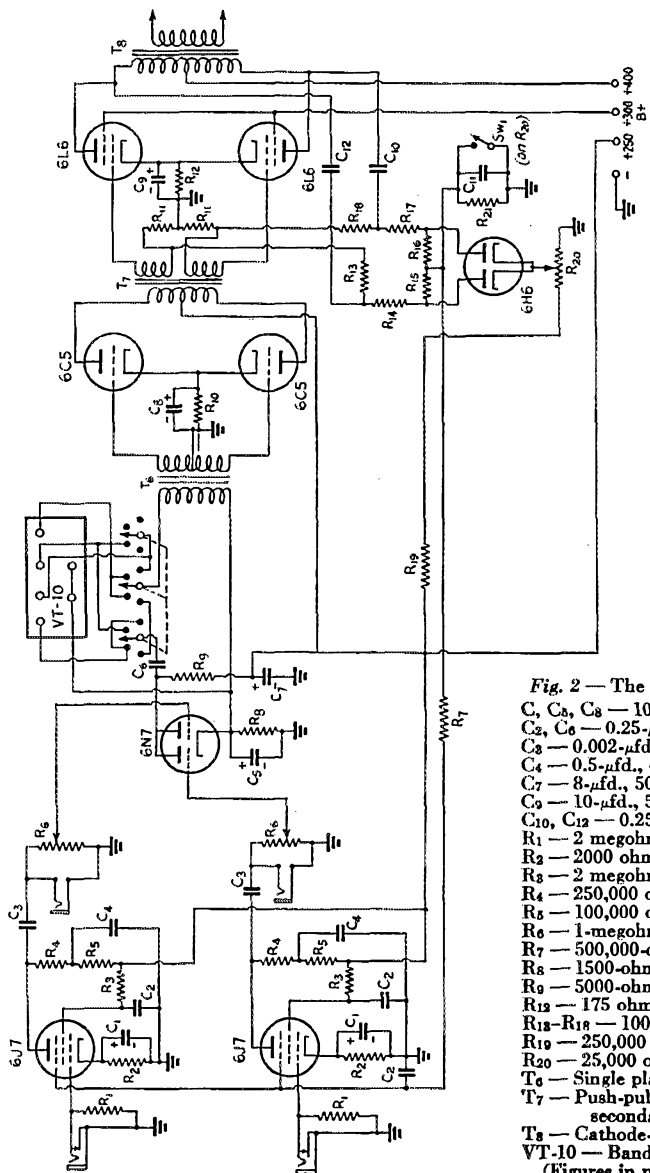 T8
6L6
6L6
C9
R12
R11
R11
T7
6C5
6C5
C8
R10
T6
VT-10
C6
R9
C7
6N7
R8
C5
R6
R6
C3
C3
R4
R5
C4
R3
C2
6J7
C1
R2
R1
R4
R5
C4
R3
C2
6J7
C1
R2
C2
R1
C12
C10
R18
R17
R13
R14
R15
R16
6H6
R20
R21
C11
SW1
(on R20)
R19
R7
- +250 +300 +400
B+
Fig. 2 — The
C, C5, C8 — 10
C2, C6 — 0.25-μ
C3 — 0.002-μfd
C4 — 0.5-μfd.,
C7 — 8-μfd., 50
C9 — 10-μfd., 5
C10, C12 — 0.25
R1 — 2 megohm
R2 — 2000 ohm
R3 — 2 megohm
R4 — 250,000 o
R5 — 100,000 o
R6 — 1-megohm
R7 — 500,000-o
R8 — 1500-ohm
R9 — 5000-ohm
R12 — 175 ohm
R13-R18 — 100
R19 — 250,000
R20 — 25,000 o
T6 — Single pla
T7 — Push-pul
seconda
T8 — Cathode-
VT-10 — Band
(Figures in p